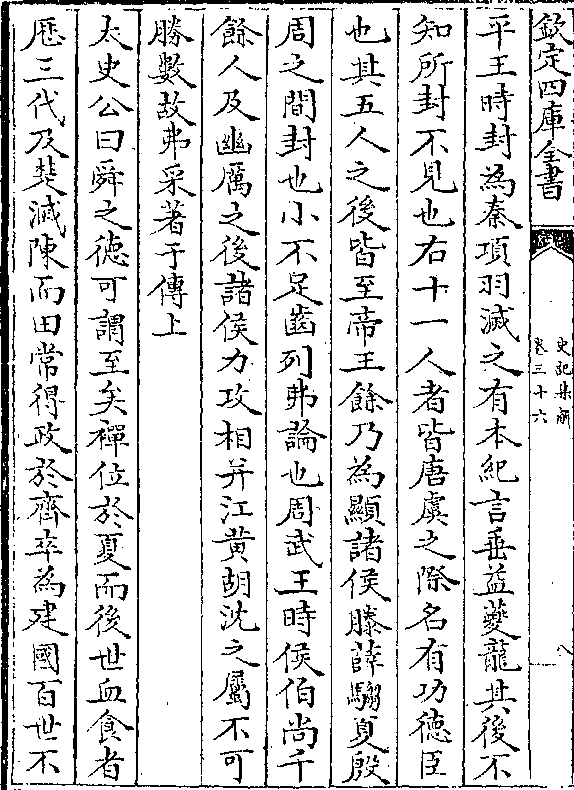 欽定四庫全書
史記集解
卷三十六
八
平王時封為秦項羽滅之有本紀言垂益夔龍其後不
知所封不見也右十一人者皆唐虞之際名有功德臣
也其五人之後皆至帝王餘乃為顯諸侯滕薛騶夏殷
周之間封也小不足齒列弗論也周武王時侯伯尚千
餘人及幽厲之後諸侯力攻相并江黄胡沈之屬不可
勝數故弗采著于傳上
太史公曰舜之德可謂至矣禪位於夏而後世血食者
厯三代及楚滅陳而田常得政於齊卒為建國百世不